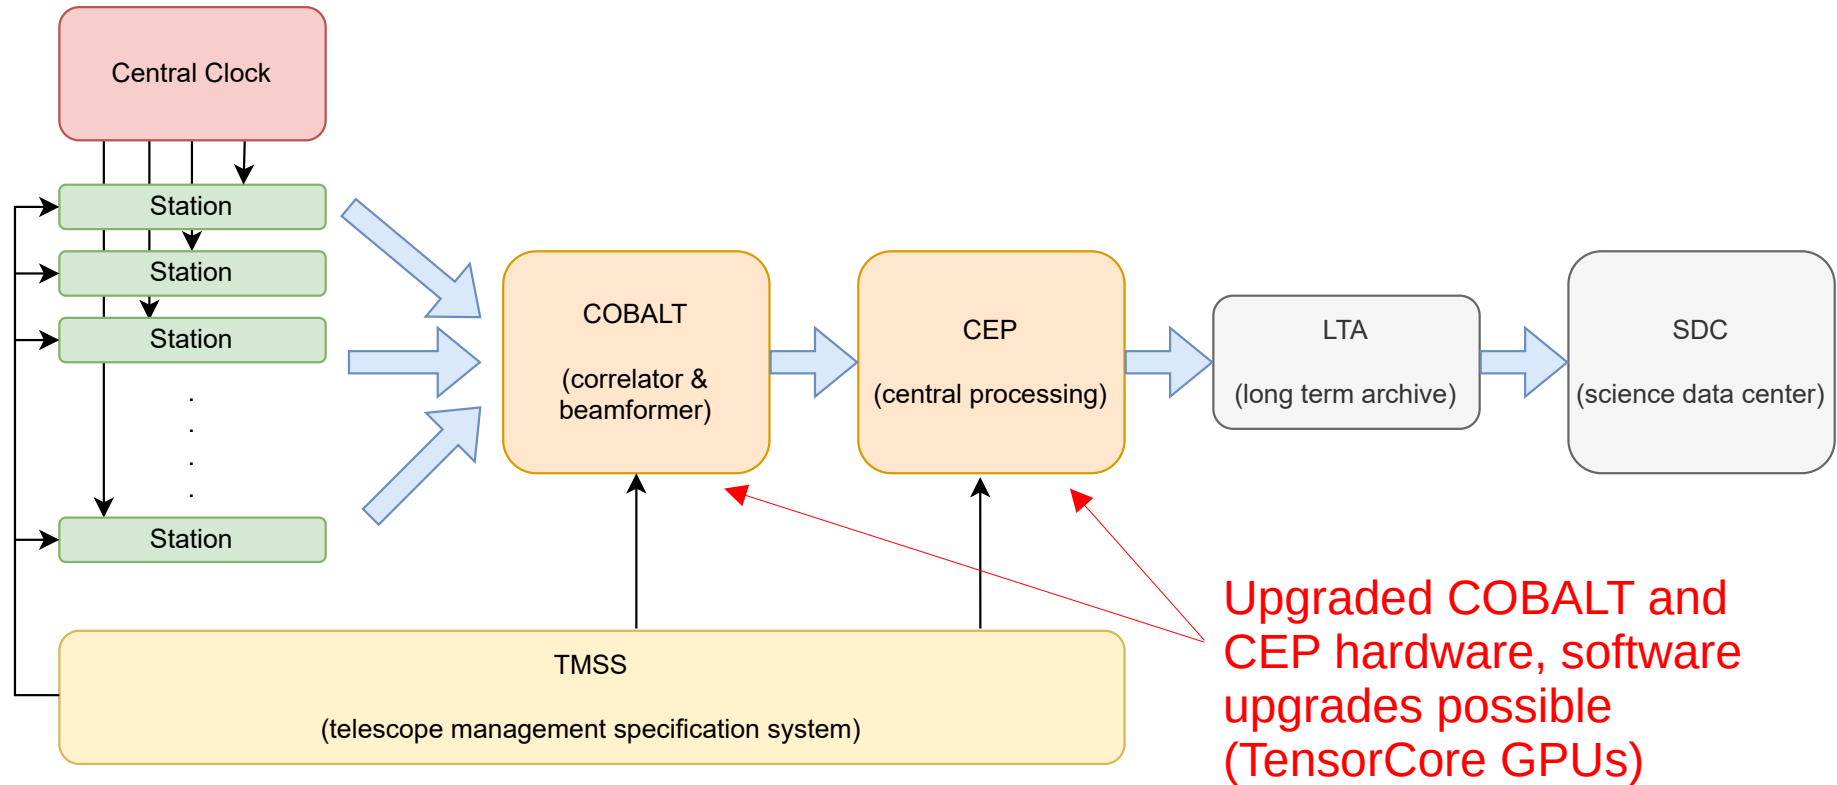 Central Clock
Station
Station
Station
.
.
.
.
Station
COBALT
(correlator &
beamformer)
CEP
(central processing)
LTA
(long term archive)
SDC
(science data center)
TMSS
(telescope management specification system)
Upgraded COBALT and
CEP hardware, software
upgrades possible
(TensorCore GPUs)